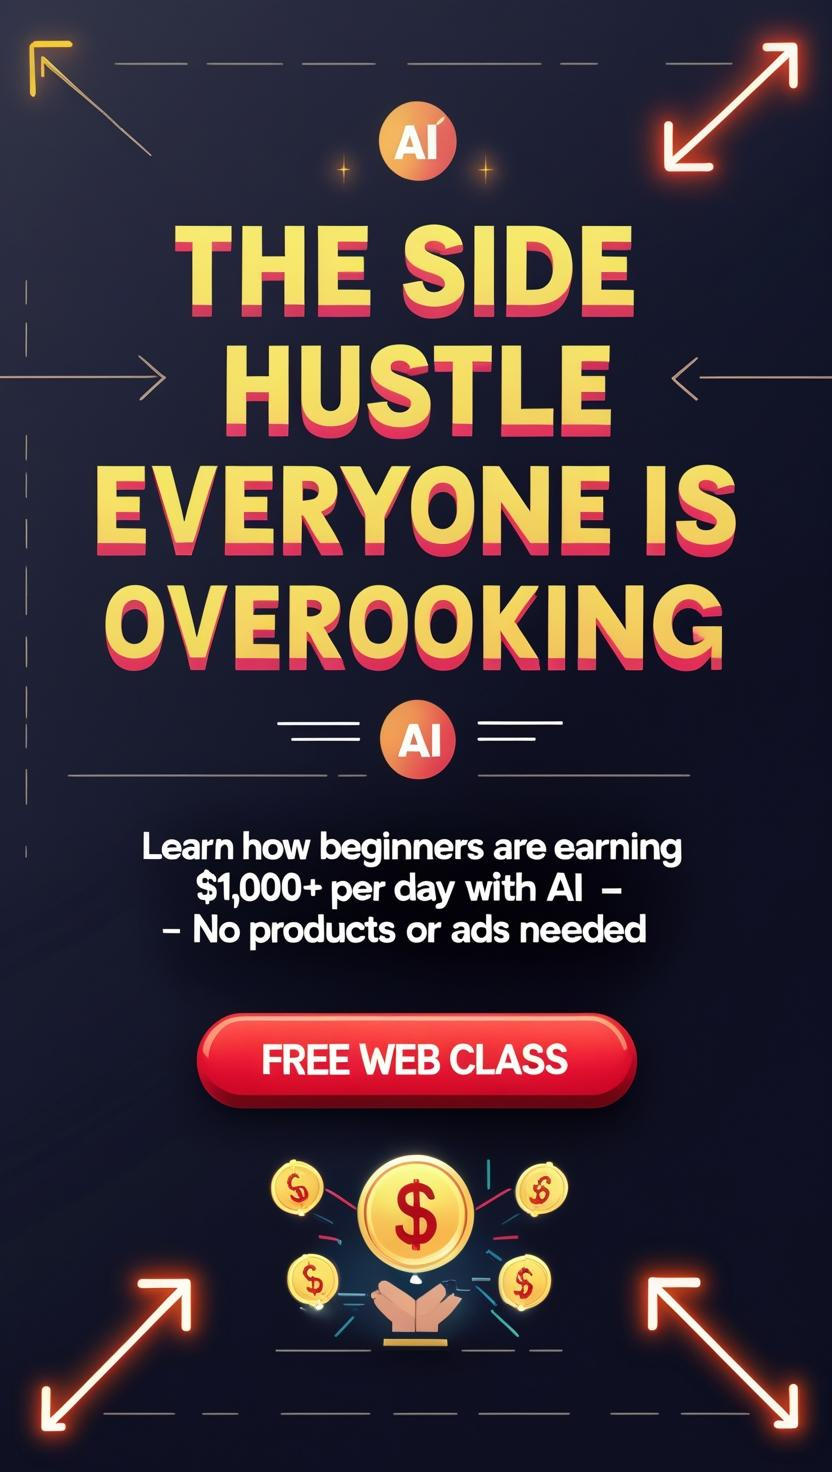 AI
THE SIDE
HUSTLE
EVERYONE IS
OVEROOKING
AI
Learn how beginners are earning
$1,000+ per day with AI –
– No products or ads needed
FREE WEB CLASS
$
$
$
$
$